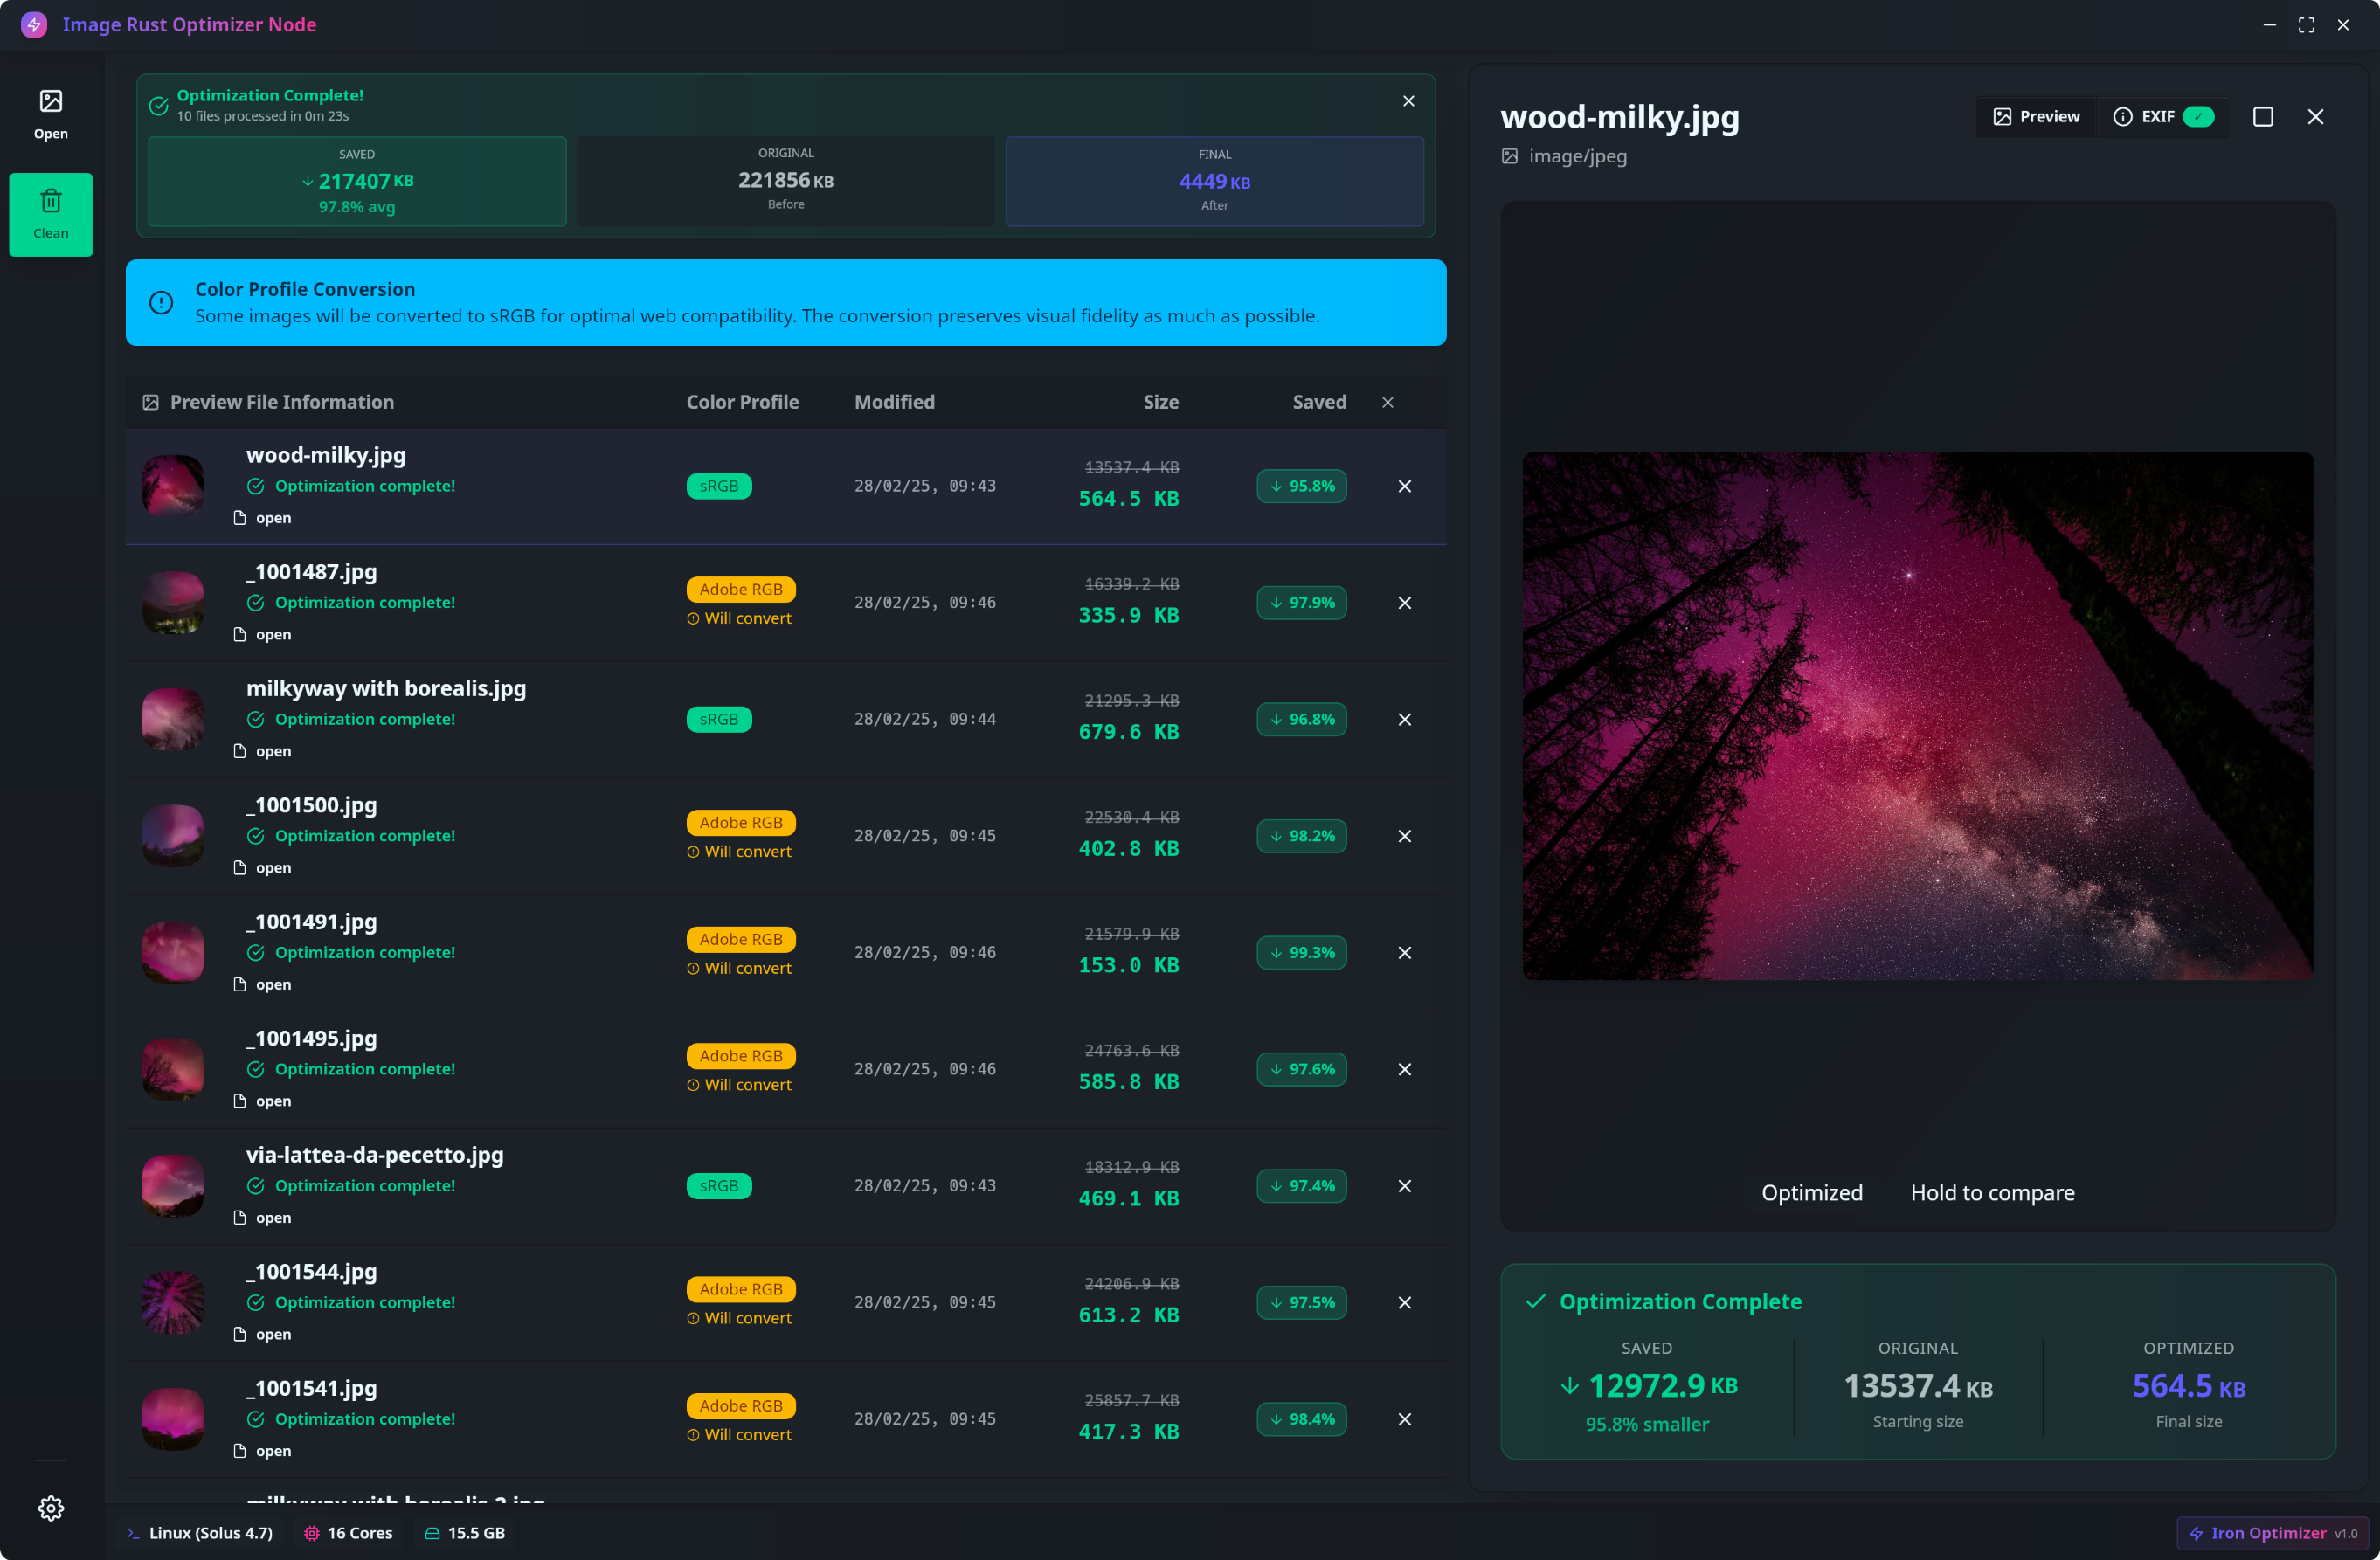 Image Rust Optimizer Node
Open
Clean
Optimization Complete!
10 files processed in 0m 23s
SAVED
217407 KB
97.8% avg
ORIGINAL
221856 KB
Before
FINAL
4449 KB
After
Color Profile Conversion
Some images will be converted to sRGB for optimal web compatibility. The conversion preserves visual fidelity as much as possible.
Preview File Information Color Profile Modified Size Saved
wood-milky.jpg
Optimization complete!
open
sRGB
28/02/25, 09:43
13537.4 KB
564.5 KB
95.8%
_1001487.jpg
Optimization complete!
open
Adobe RGB
Will convert
28/02/25, 09:46
16339.2 KB
335.9 KB
97.9%
milkyway with borealis.jpg
Optimization complete!
open
sRGB
28/02/25, 09:44
21295.3 KB
679.6 KB
96.8%
_1001500.jpg
Optimization complete!
open
Adobe RGB
Will convert
28/02/25, 09:45
22530.4 KB
402.8 KB
98.2%
_1001491.jpg
Optimization complete!
open
Adobe RGB
Will convert
28/02/25, 09:46
21579.9 KB
153.0 KB
99.3%
_1001495.jpg
Optimization complete!
open
Adobe RGB
Will convert
28/02/25, 09:46
24763.6 KB
585.8 KB
97.6%
via-lattea-da-pecetto.jpg
Optimization complete!
open
sRGB
28/02/25, 09:43
18312.9 KB
469.1 KB
97.4%
_1001544.jpg
Optimization complete!
open
Adobe RGB
Will convert
28/02/25, 09:45
24206.9 KB
613.2 KB
97.5%
_1001541.jpg
Optimization complete!
open
Adobe RGB
Will convert
28/02/25, 09:45
25857.7 KB
417.3 KB
98.4%
milkyway with borealis-2.jpg
wood-milky.jpg
image/jpeg
Preview
EXIF
Optimized
Hold to compare
Optimization Complete
SAVED
12972.9 KB
95.8% smaller
ORIGINAL
13537.4 KB
Starting size
OPTIMIZED
564.5 KB
Final size
Linux (Solus 4.7)
16 Cores
15.5 GB
Iron Optimizer v1.0